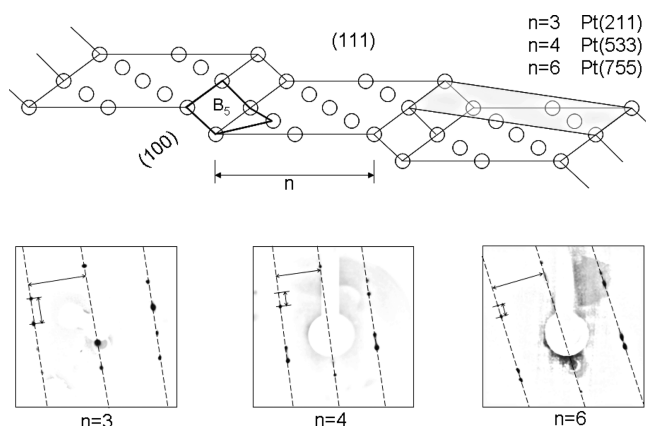 (111)
n=3 Pt(211)
n=4 Pt(533)
n=6 Pt(755)
B5
(100)
n
n=3
n=4
n=6